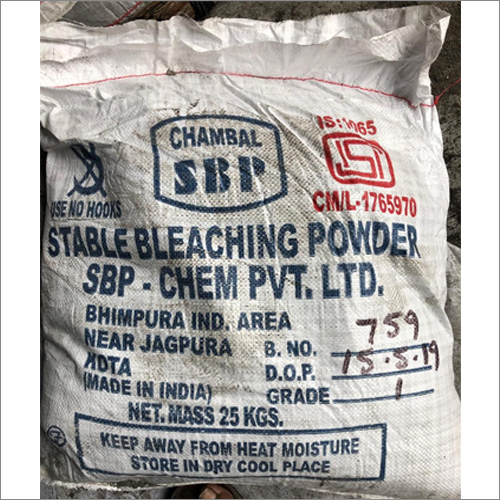 CHAMBAL
SBP
IS:1065
ISI
CM/L-1765970
USE NO HOOKS
STABLE BLEACHING POWDER
SBP - CHEM PVT. LTD.
BHIMPURA IND. AREA
NEAR JAGPURA
KOTA
(MADE IN INDIA)
NET. MASS 25 KGS.
B. NO. 759
D.O.P. 15.5.19
GRADE 1
KEEP AWAY FROM HEAT MOISTURE
STORE IN DRY COOL PLACE